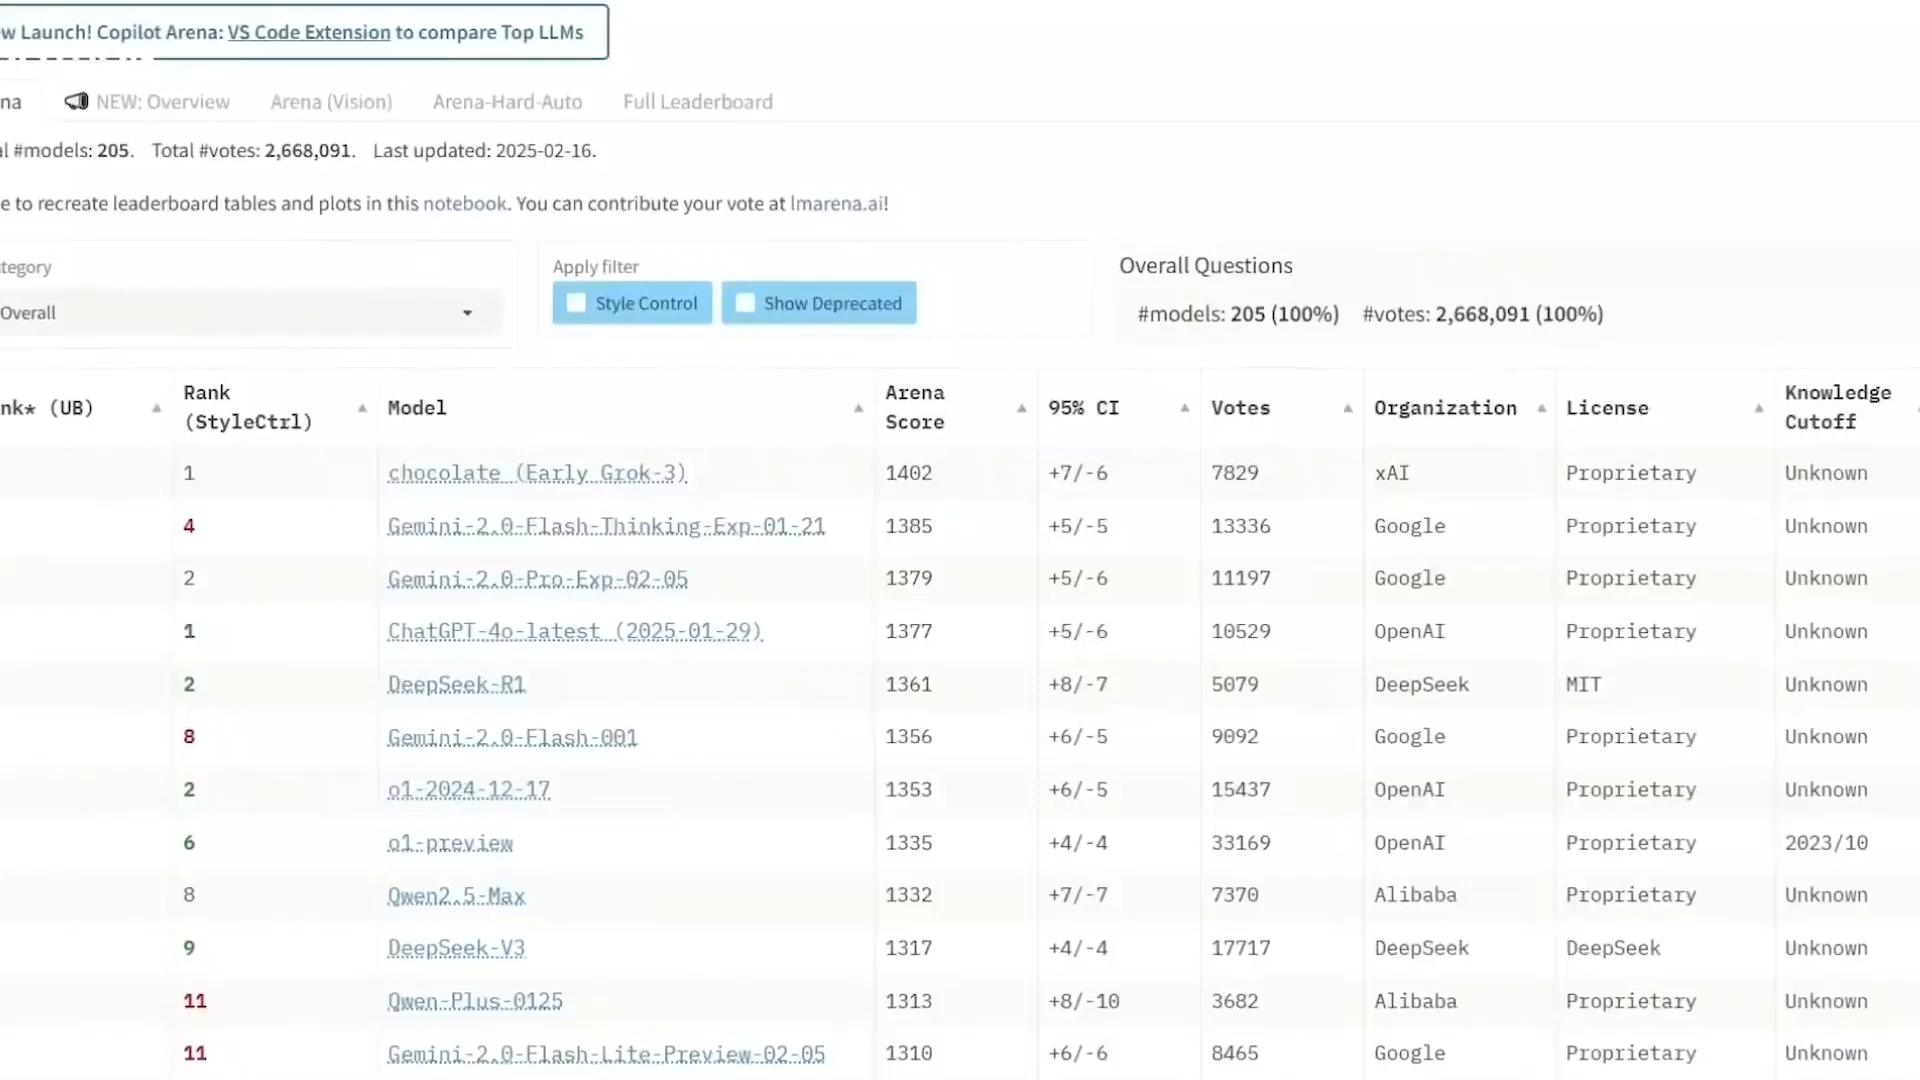 w Launch! Copilot Arena: VS Code Extension to compare Top LLMs
na NEW: Overview Arena (Vision) Arena-Hard-Auto Full Leaderboard
al #models: 205. Total #votes: 2,668,091. Last updated: 2025-02-16.
e to recreate leaderboard tables and plots in this notebook. You can contribute your vote at lmarena.ai!
tegory
Overall
Apply filter
Style Control Show Deprecated
Overall Questions
#models: 205 (100%) #votes: 2,668,091 (100%)
nk* (UB) Rank (StyleCtrl) Model Arena Score 95% CI Votes Organization License Knowledge Cutoff
1 chocolate (Early Grok-3) 1402 +7/-6 7829 xAI Proprietary Unknown
4 Gemini-2.0-Flash-Thinking-Exp-01-21 1385 +5/-5 13336 Google Proprietary Unknown
2 Gemini-2.0-Pro-Exp-02-05 1379 +5/-6 11197 Google Proprietary Unknown
1 ChatGPT-4o-latest (2025-01-29) 1377 +5/-6 10529 OpenAI Proprietary Unknown
2 DeepSeek-R1 1361 +8/-7 5079 DeepSeek MIT Unknown
8 Gemini-2.0-Flash-001 1356 +6/-5 9092 Google Proprietary Unknown
2 o1-2024-12-17 1353 +6/-5 15437 OpenAI Proprietary Unknown
6 o1-preview 1335 +4/-4 33169 OpenAI Proprietary 2023/10
8 Qwen2.5-Max 1332 +7/-7 7370 Alibaba Proprietary Unknown
9 DeepSeek-V3 1317 +4/-4 17717 DeepSeek DeepSeek Unknown
11 Qwen-Plus-0125 1313 +8/-10 3682 Alibaba Proprietary Unknown
11 Gemini-2.0-Flash-Lite-Preview-02-05 1310 +6/-6 8465 Google Proprietary Unknown